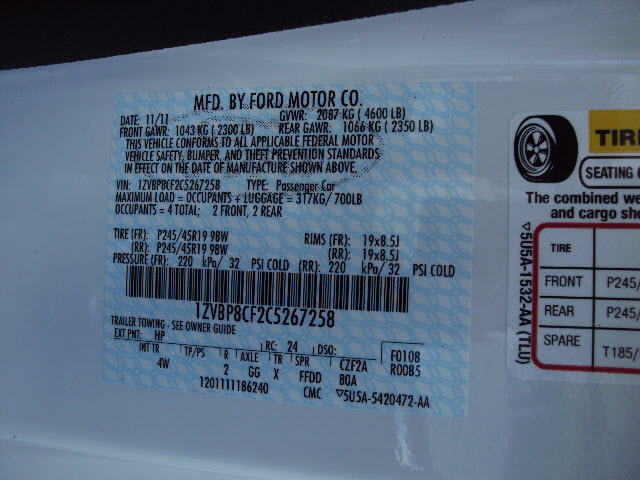 MFD. BY FORD MOTOR CO.
DATE: 11/11 GVWR: 2087 KG ( 4600 LB)
FRONT GAWR: 1043 KG ( 2300 LB) REAR GAWR: 1066 KG ( 2350 LB)
THIS VEHICLE CONFORMS TO ALL APPLICABLE FEDERAL MOTOR
VEHICLE SAFETY, BUMPER, AND THEFT PREVENTION STANDARDS
IN EFFECT ON THE DATE OF MANUFACTURE SHOWN ABOVE.
VIN: 1ZVBP8CF2C5267258 TYPE: Passenger Car
MAXIMUM LOAD = OCCUPANTS + LUGGAGE = 317KG/ 700LB
OCCUPANTS = 4 TOTAL; 2 FRONT, 2 REAR
TIRE (FR): P245/45R19 98W RIMS (FR): 19x8.5J
(RR): P245/45R19 98W (RR): 19x8.5J
PRESSURE (FR): 220 kPa/ 32 PSI COLD (RR): 220 kPa/ 32 PSI COLD
1ZVBP8CF2C5267258
TRAILER TOWING - SEE OWNER GUIDE
EXT PNT: HP RC: 24 DSO: F0108
INT TR TP/PS R AXLE TR SPR CZF2A R0085
4W 2 GG X FFDD BOA
1201111186240 CMC ▽5U5A-5420472-AA
TIRE
SEATING
The combined we
and cargo sho
TIRE
FRONT P245/
REAR P245/
SPARE T185/
▽5U5A-1532-AA (TLU)